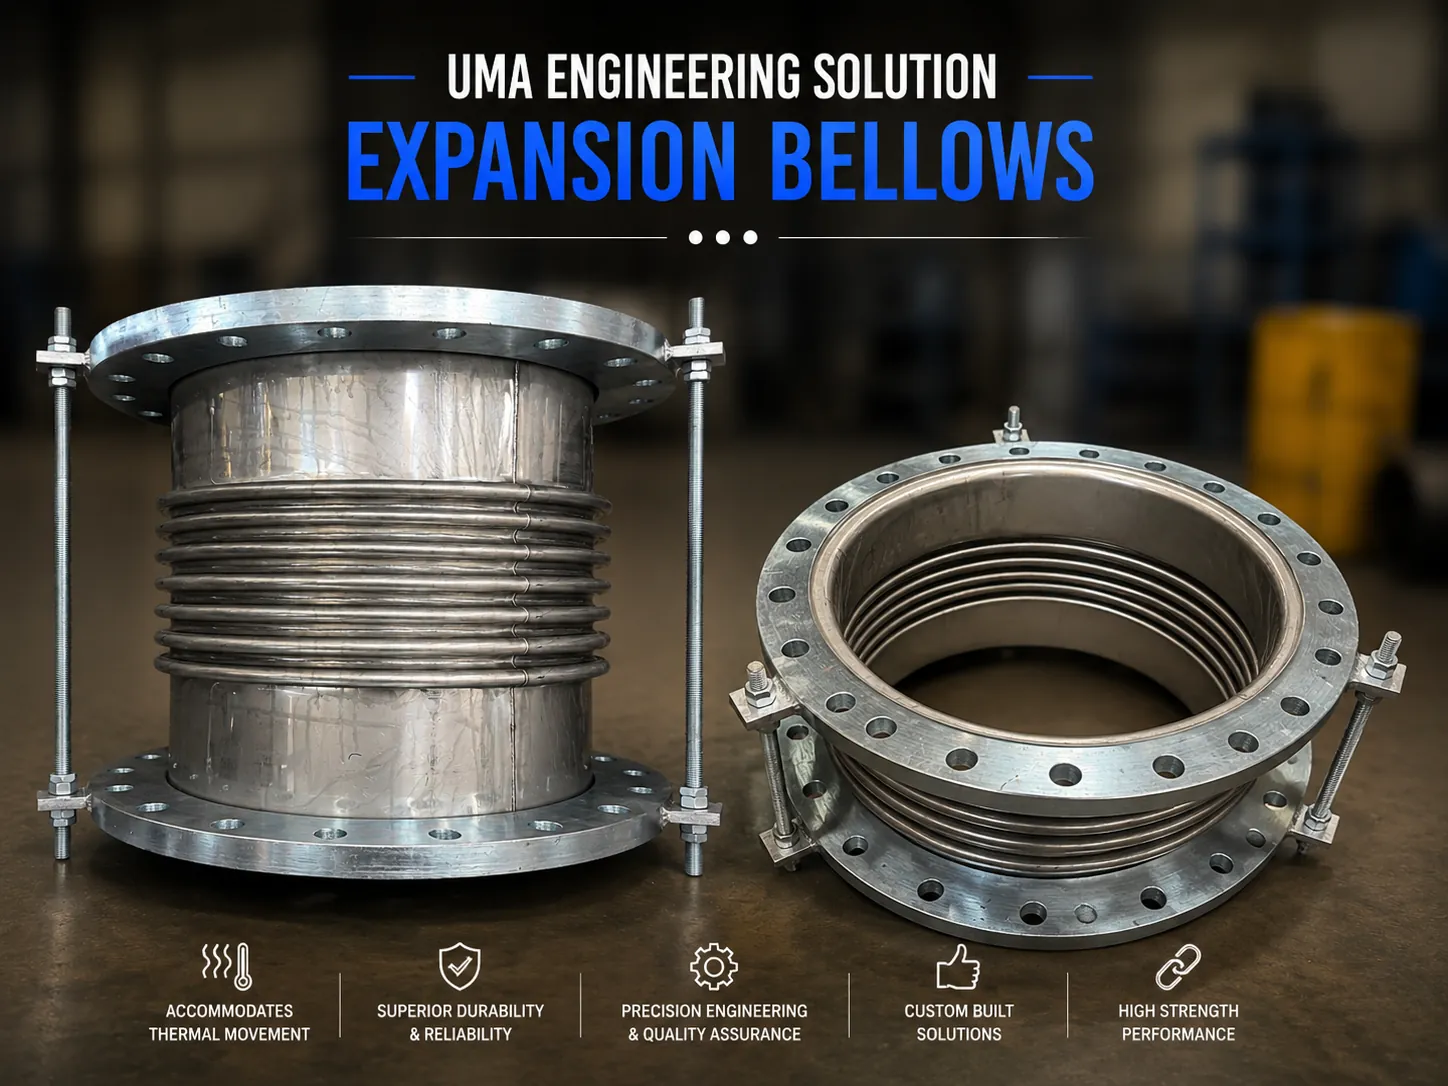 UMA ENGINEERING SOLUTION
EXPANSION BELLOWS
ACCOMMODATES
THERMAL MOVEMENT
SUPERIOR DURABILITY
& RELIABILITY
PRECISION ENGINEERING
& QUALITY ASSURANCE
CUSTOM BUILT
SOLUTIONS
HIGH STRENGTH
PERFORMANCE